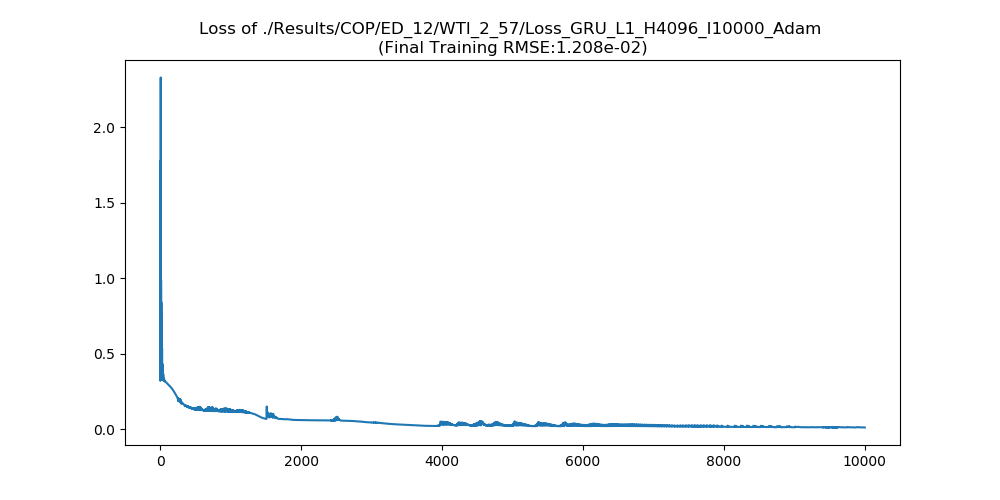 Loss of ./Results/COP/ED_12/WTI_2_57/Loss_GRU_L1_H4096_I10000_Adam
(Final Training RMSE:1.208e-02)
2.0
1.5
1.0
0.5
0.0
0 2000 4000 6000 8000 10000